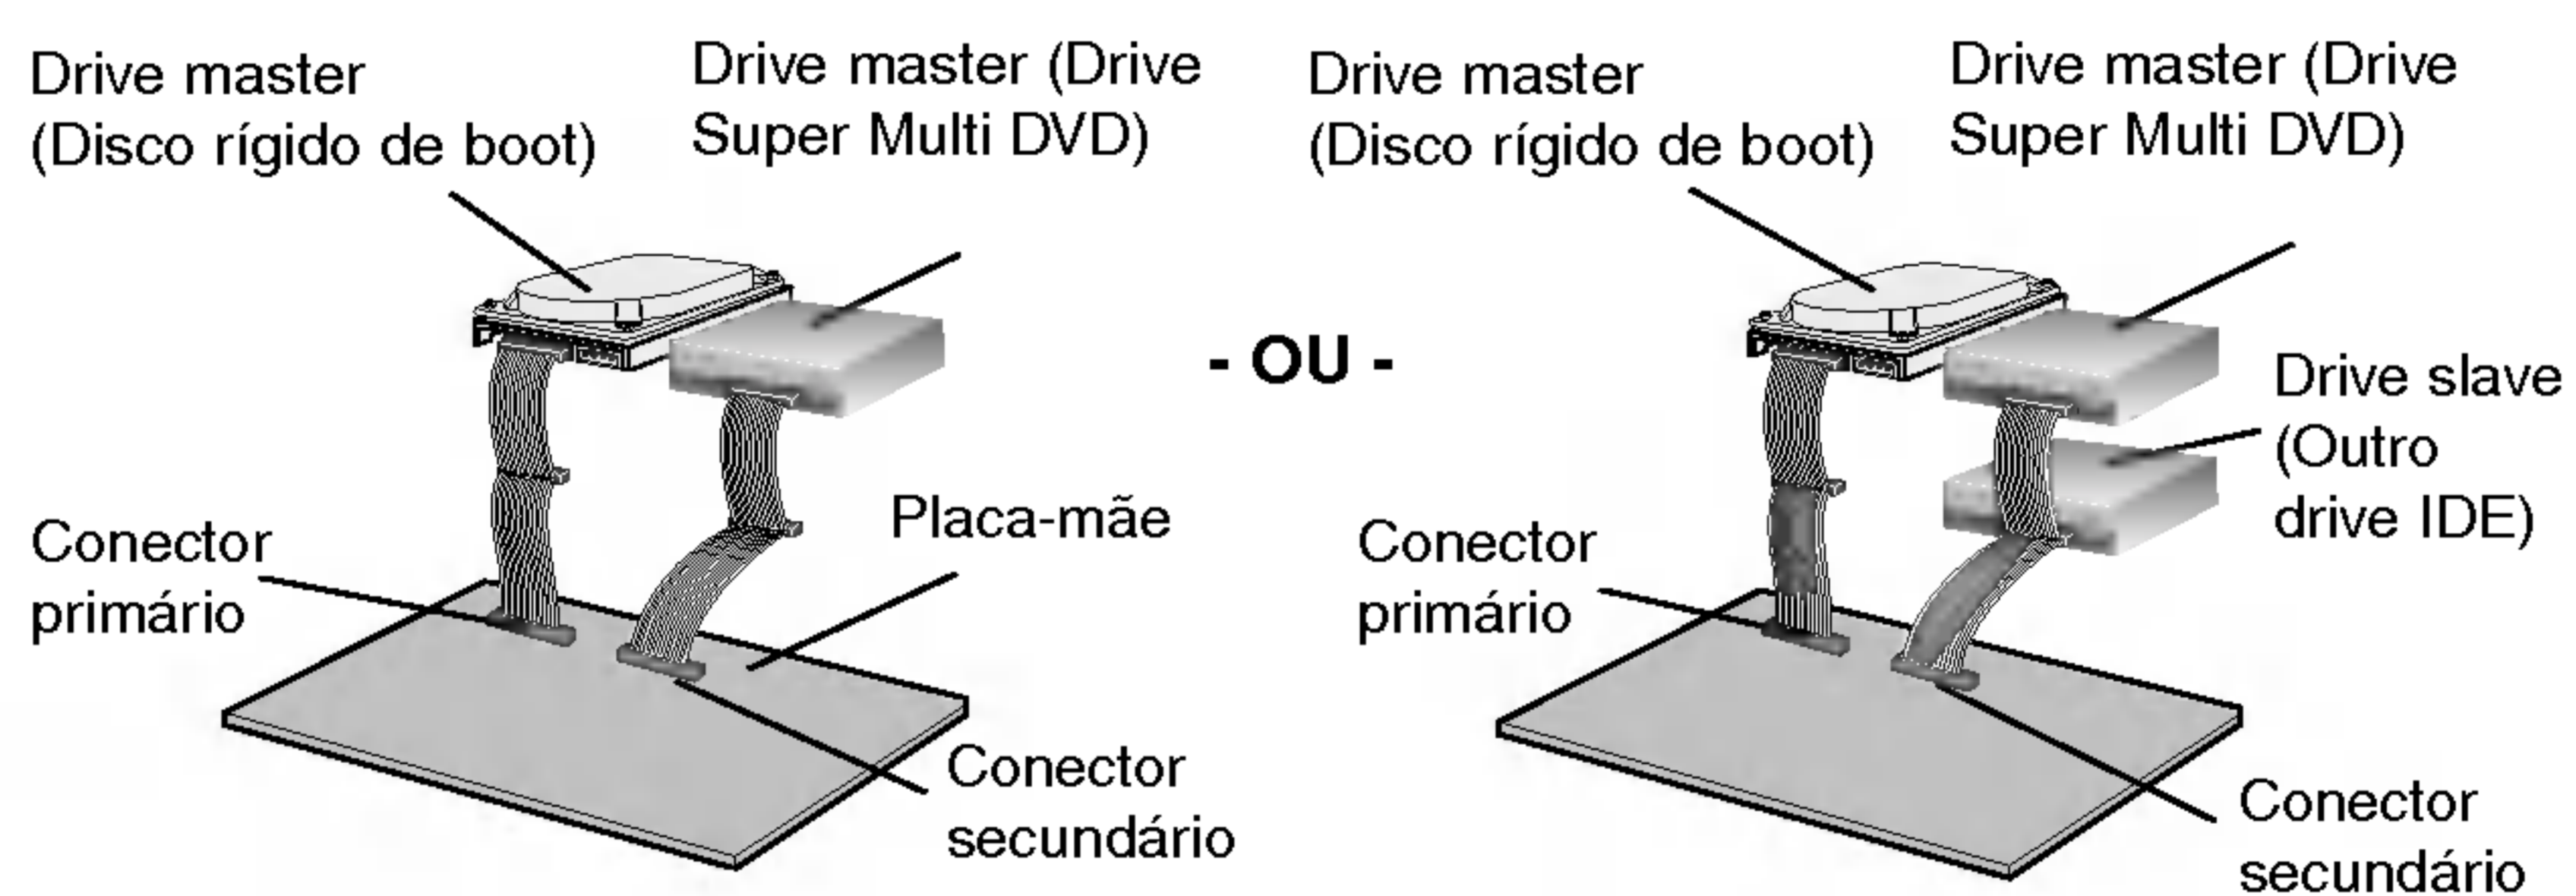 Drive master
(Disco rígido de boot)
Drive master (Drive
Super Multi DVD)
Conector
primário
Placa-mãe
Conector
secundário
- OU -
Drive master
(Disco rígido de boot)
Drive master (Drive
Super Multi DVD)
Drive slave
(Outro
drive IDE)
Conector
primário
Conector
secundário